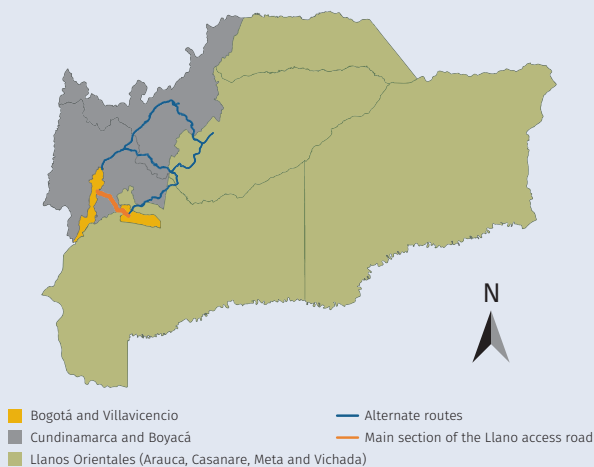 N
Bogotá and Villavicencio
Cundinamarca and Boyacá
Llanos Orientales (Arauca, Casanare, Meta and Vichada)
Alternate routes
Main section of the Llano access road